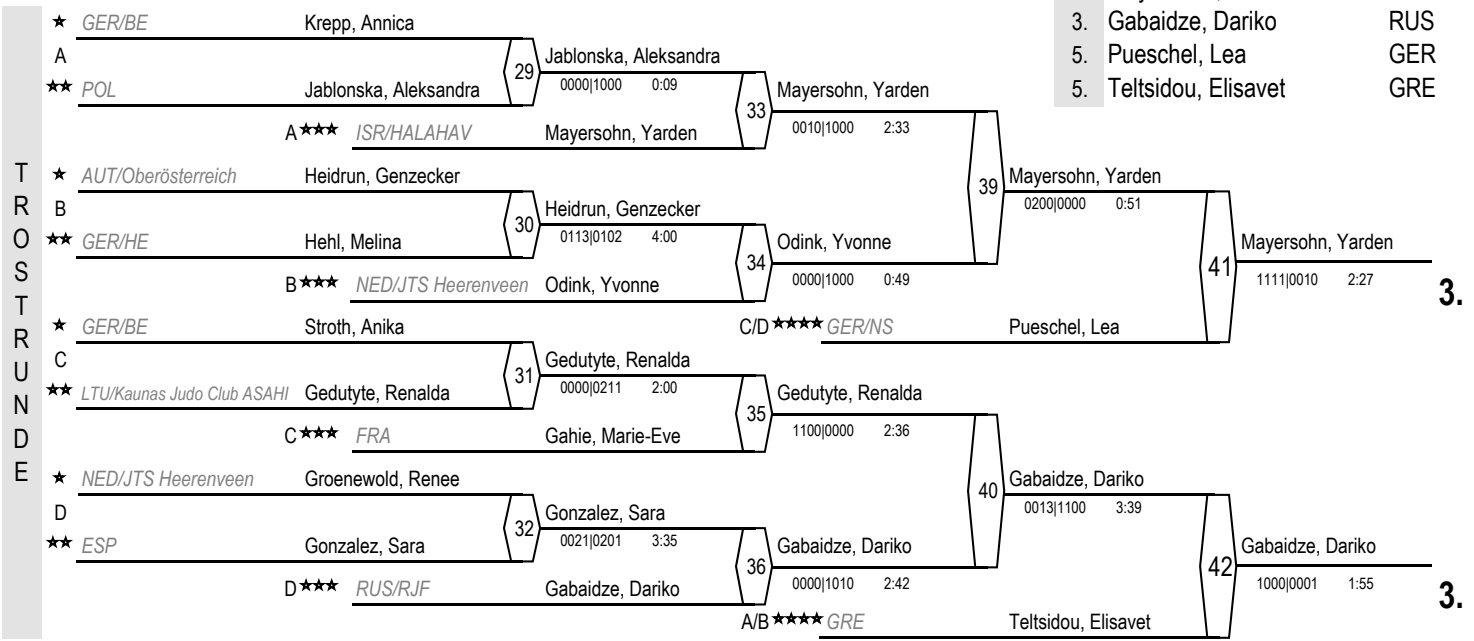 3. Gabaidze, Dariko RUS
5. Pueschel, Lea GER
5. Teltsidou, Elisavet GRE
TROSTRUNDE
★ GER/BE Krepp, Annica
A
★★ POL Jablonska, Aleksandra
29
Jablonska, Aleksandra
0000|1000 0:09
A★★★ ISR/HALAHAV Mayersohn, Yarden
33
Mayersohn, Yarden
0010|1000 2:33
★ AUT/Oberösterreich Heidrun, Genzecker
B
★★ GER/HE Hehl, Melina
30
Heidrun, Genzecker
0113|0102 4:00
B★★★ NED/JTS Heerenveen Odink, Yvonne
34
Odink, Yvonne
0000|1000 0:49
39
Mayersohn, Yarden
0200|0000 0:51
C/D★★★★ GER/NS Pueschel, Lea
41
Mayersohn, Yarden
1111|0010 2:27
3.
★ GER/BE Stroth, Anika
C
★★ LTU/Kaunas Judo Club ASAHI Gedutyte, Renalda
31
Gedutyte, Renalda
0000|0211 2:00
C★★★ FRA Gahie, Marie-Eve
35
Gedutyte, Renalda
1100|0000 2:36
★ NED/JTS Heerenveen Groenewold, Renee
D
★★ ESP Gonzalez, Sara
32
Gonzalez, Sara
0021|0201 3:35
D★★★ RUS/RJF Gabaidze, Dariko
36
Gabaidze, Dariko
0000|1010 2:42
40
Gabaidze, Dariko
0013|1100 3:39
A/B★★★★ GRE Teltsidou, Elisavet
42
Gabaidze, Dariko
1000|0001 1:55
3.